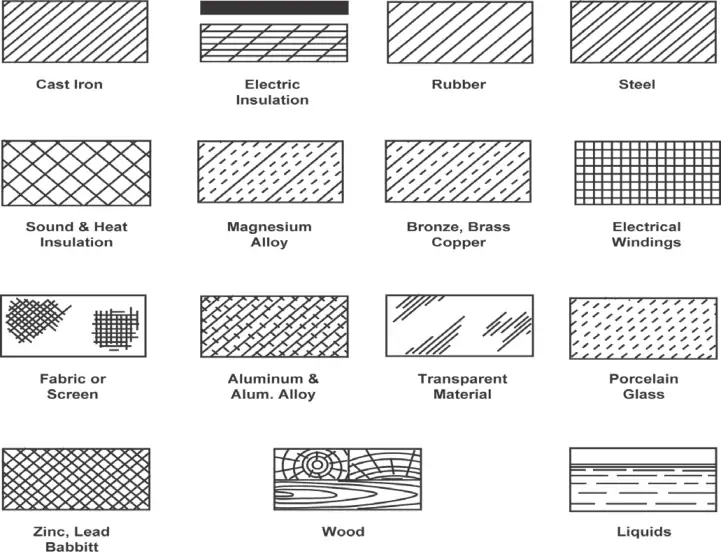 Cast Iron
Electric
Insulation
Rubber
Steel
Sound & Heat
Insulation
Magnesium
Alloy
Bronze, Brass
Copper
Electrical
Windings
Fabric or
Screen
Aluminum &
Alum. Alloy
Transparent
Material
Porcelain
Glass
Zinc, Lead
Babbitt
Wood
Liquids